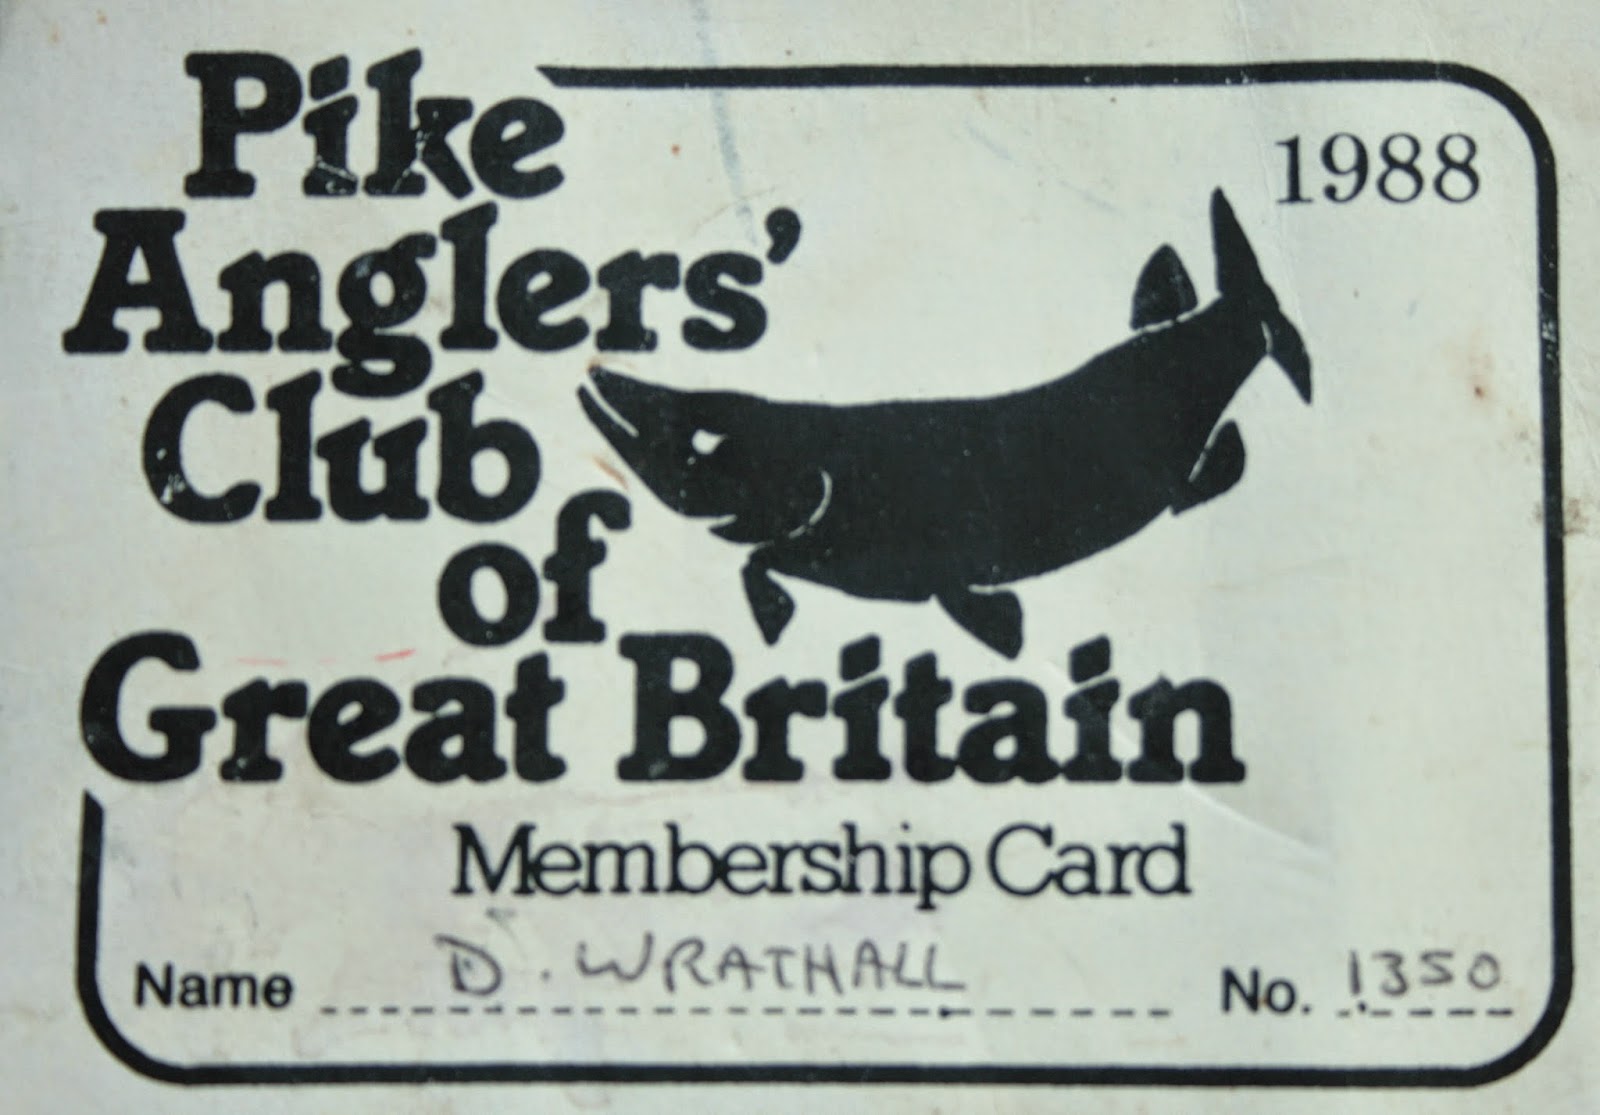 Pike
Anglers’
Club
of
Great Britain
1988
Membership Card
Name D. WRATHALL No. 1350